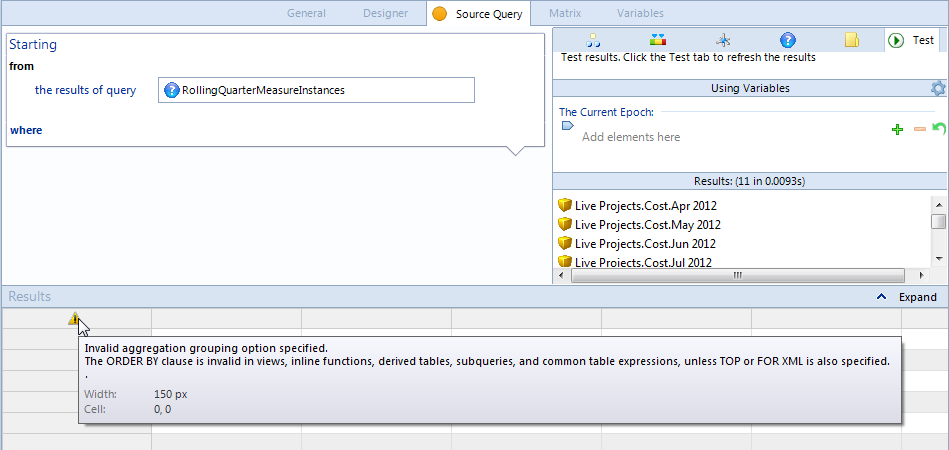 General Designer Source Query Matrix Variables
Starting
from
the results of query ? RollingQuarterMeasureInstances
where
? Test
Test results. Click the Test tab to refresh the results
Using Variables
The Current Epoch:
Add elements here
Results: (11 in 0.0093s)
Live Projects.Cost.Apr 2012
Live Projects.Cost.May 2012
Live Projects.Cost.Jun 2012
Live Projects.Cost.Jul 2012
Results Expand
Invalid aggregation grouping option specified.
The ORDER BY clause is invalid in views, inline functions, derived tables, subqueries, and common table expressions, unless TOP or FOR XML is also specified.
.
Width: 150 px
Cell: 0, 0